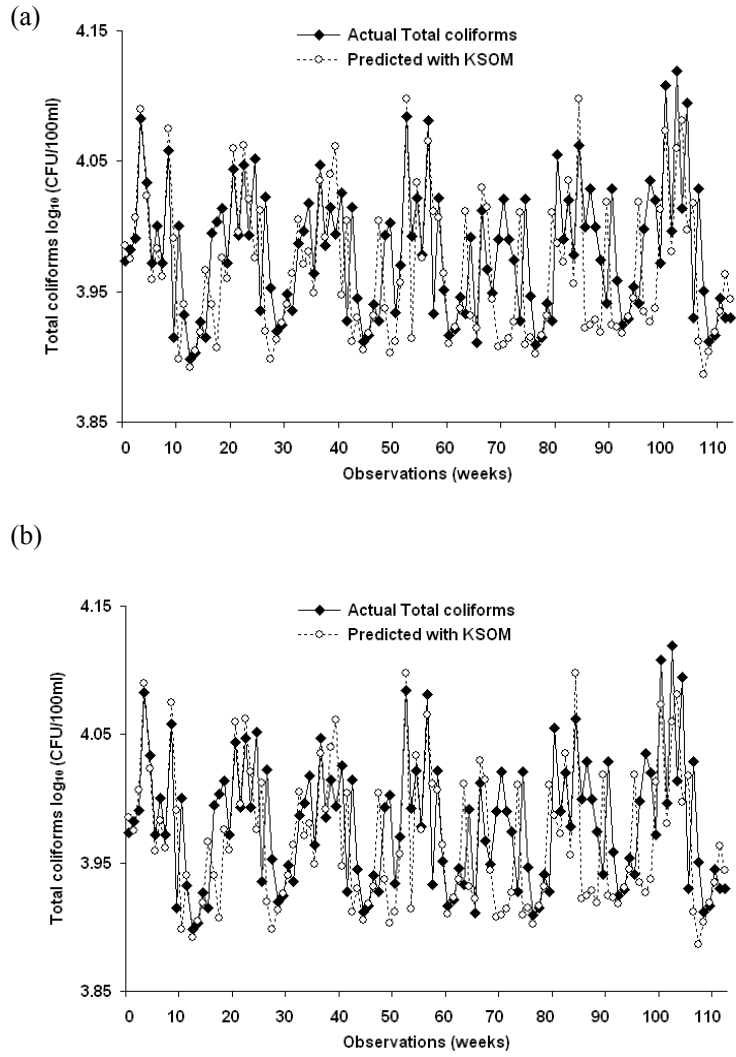 (a)
4.15
4.05
3.95
3.85
Total coliforms log₁₀ (CFU/100ml)
Actual Total coliforms
Predicted with KSOM
0 10 20 30 40 50 60 70 80 90 100 110
Observations (weeks)
(b)
4.15
4.05
3.95
3.85
Total coliforms log₁₀ (CFU/100ml)
Actual Total coliforms
Predicted with KSOM
0 10 20 30 40 50 60 70 80 90 100 110
Observations (weeks)